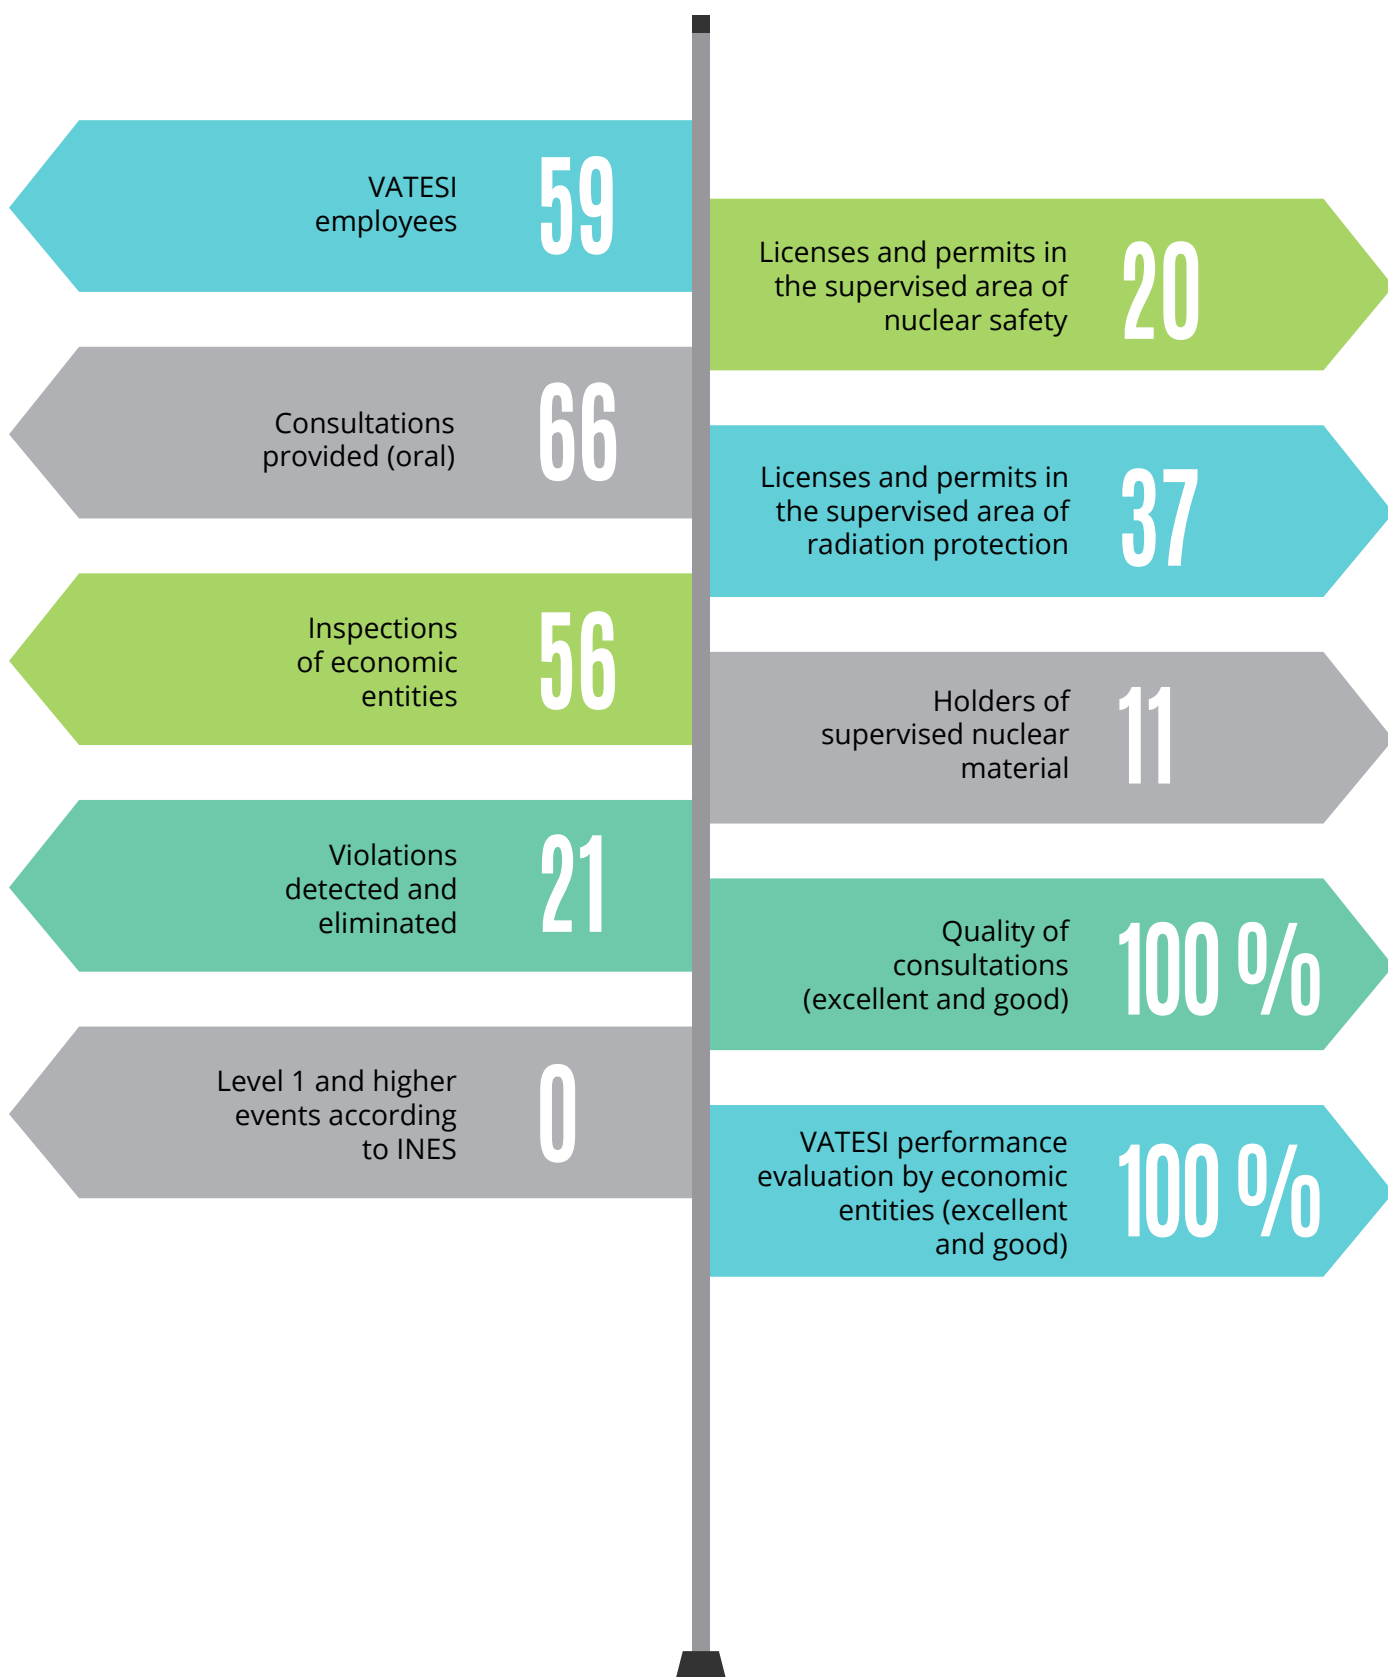 VATESI
employees
59
Licenses and permits in
the supervised area of
nuclear safety
20
Consultations
provided (oral)
66
Licenses and permits in
the supervised area of
radiation protection
37
Inspections
of economic
entities
56
Holders of
supervised nuclear
material
11
Violations
detected and
eliminated
21
Quality of
consultations
(excellent and good)
100 %
Level 1 and higher
events according
to INES
0
VATESI performance
evaluation by economic
entities (excellent
and good)
100 %